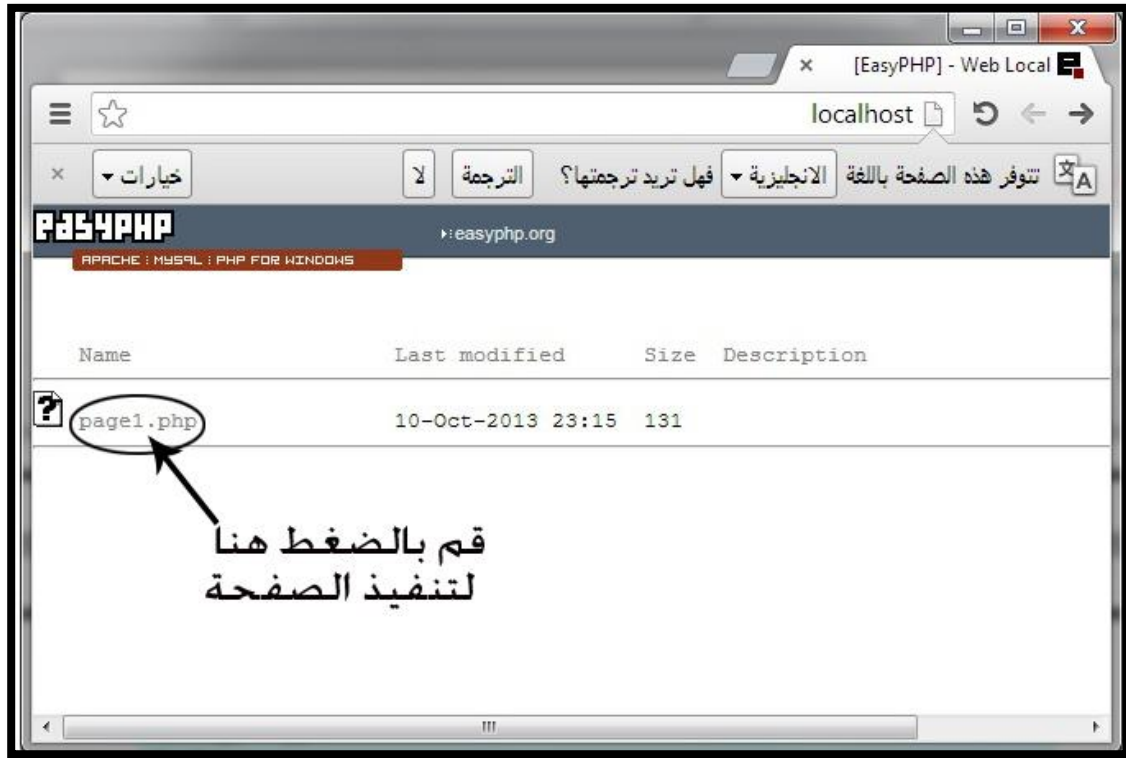 [EasyPHP] - Web Local
localhost
تتوفر هذه الصفحة باللغة الانجليزية فهل تريد ترجمتها؟ الترجمة لا خيارات
easyphp
easyphp.org
APACHE : MYSQL : PHP FOR WINDOWS
Name Last modified Size Description
page1.php 10-Oct-2013 23:15 131
قم بالضغط هنا
لتنفيذ الصفحة